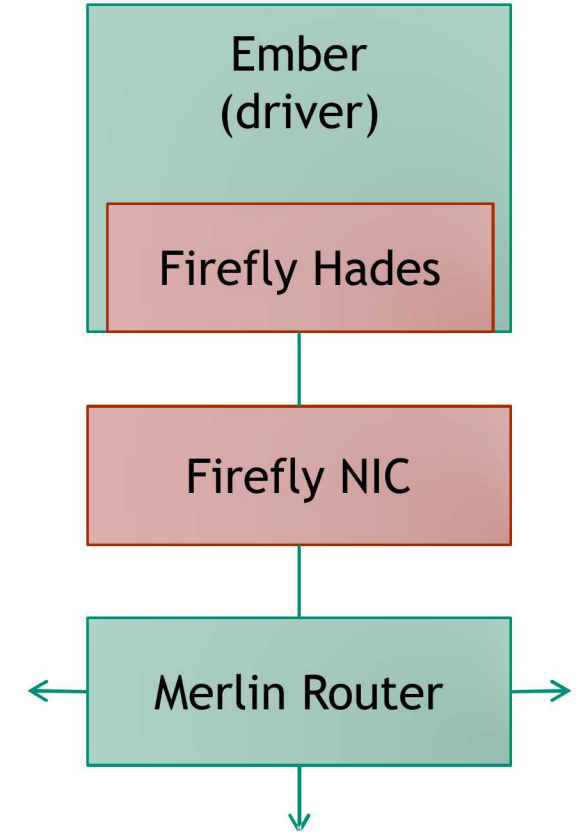 Ember
(driver)
Firefly Hades
Firefly NIC
Merlin Router